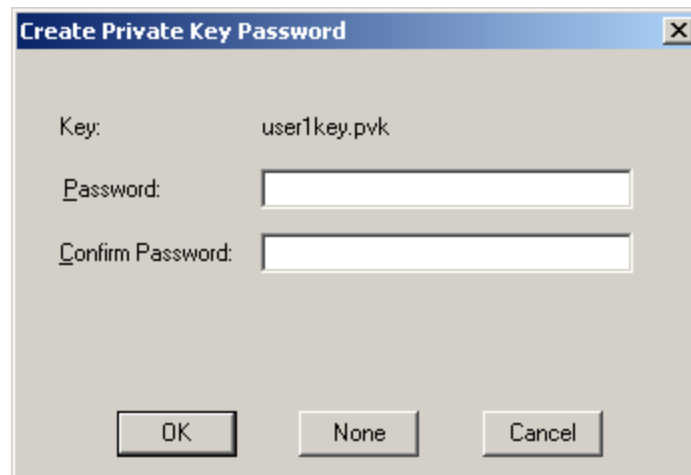 Create Private Key Password
Key: user1key.pvk
Password:
Confirm Password:
OK None Cancel